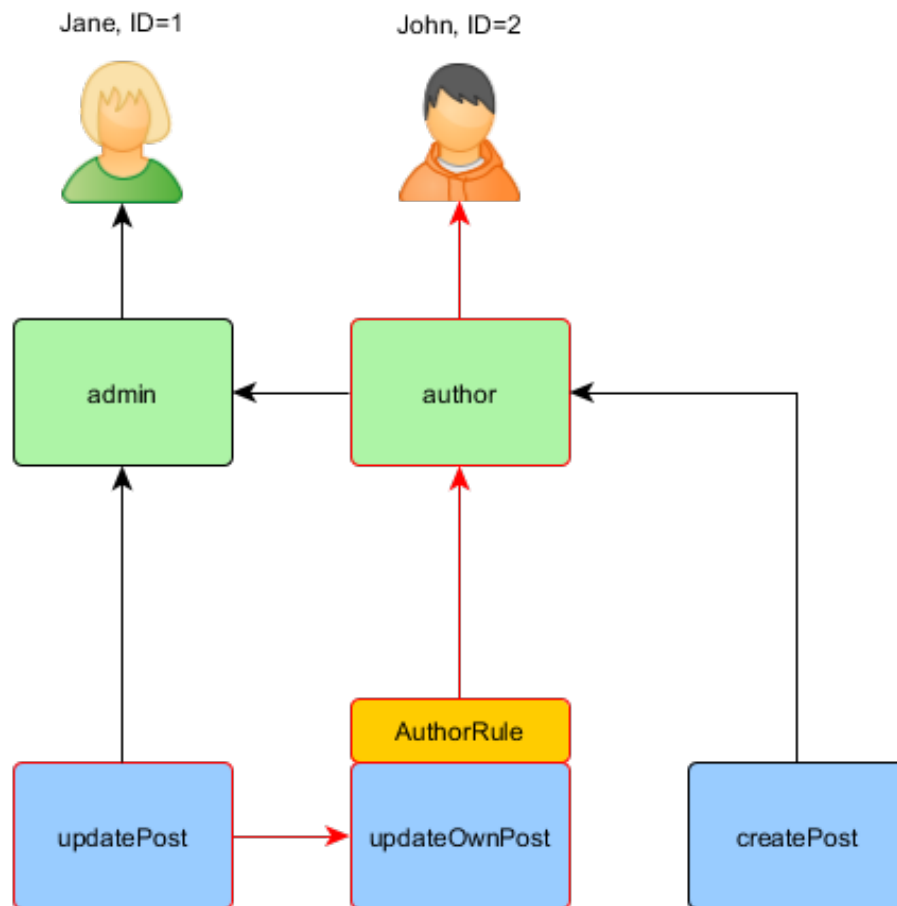 Jane, ID=1
John, ID=2
admin
author
AuthorRule
updatePost
updateOwnPost
createPost